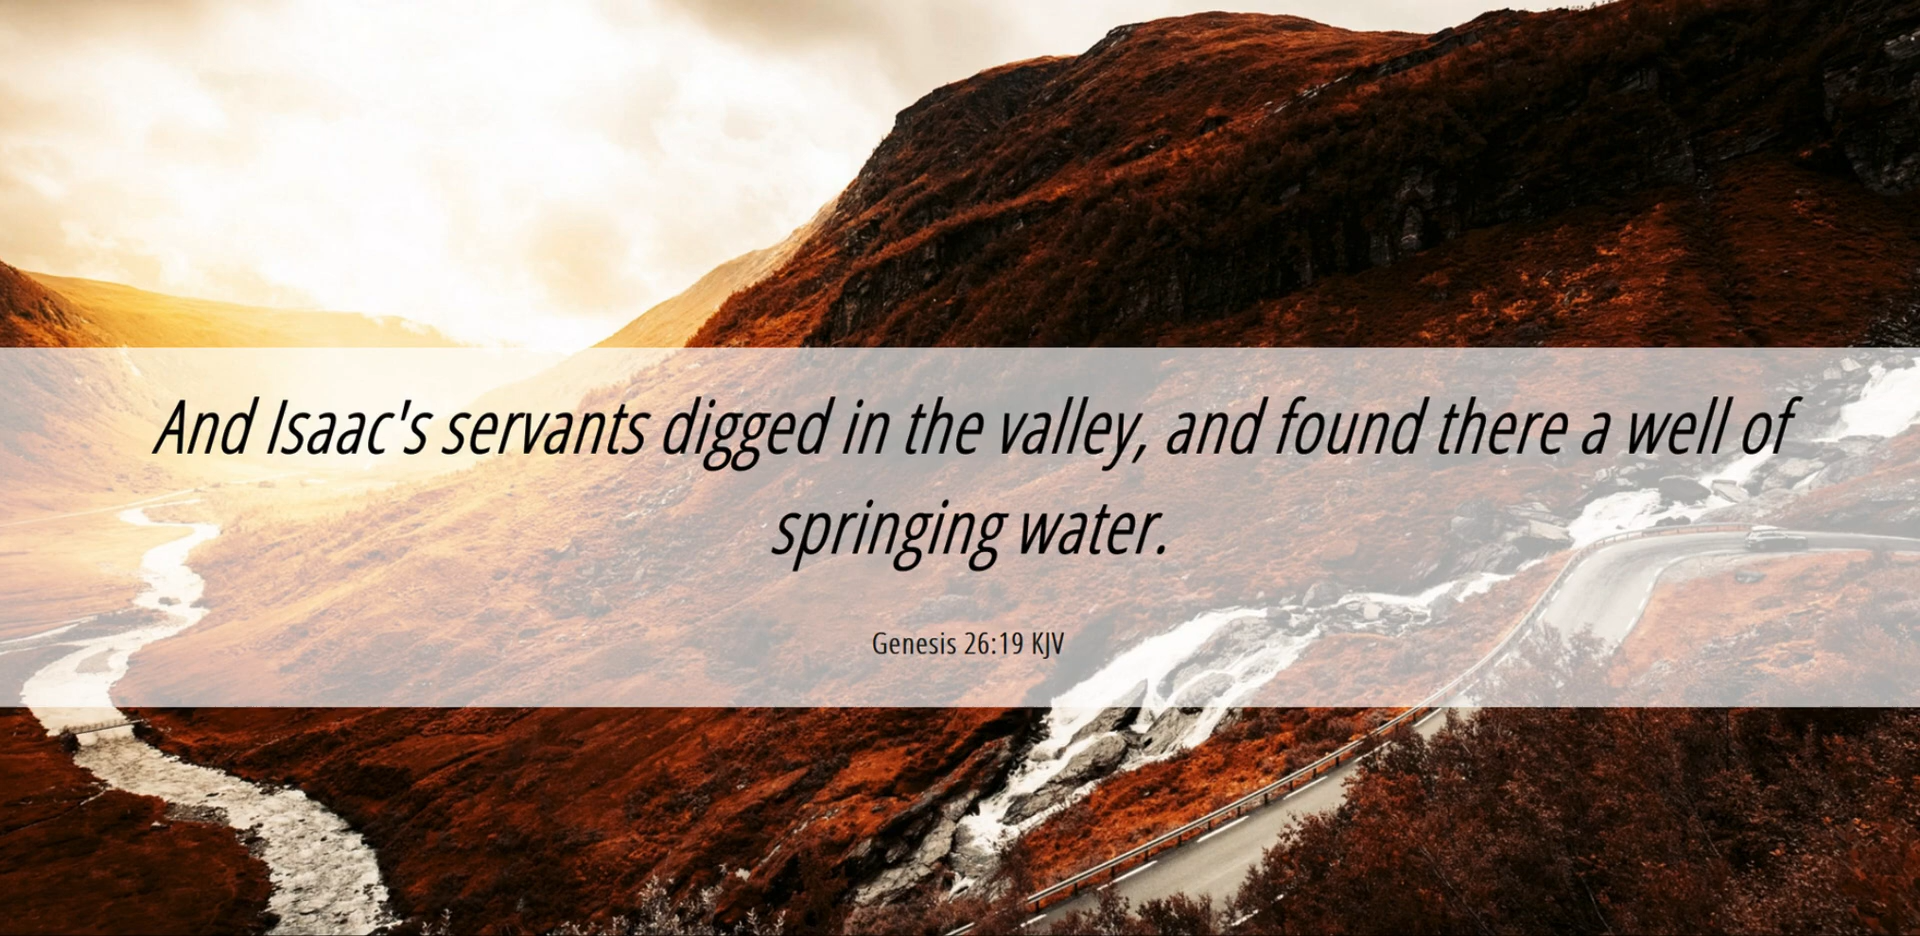 And Isaac's servants digged in the valley, and found there a well of
springing water.
Genesis 26:19 KJV